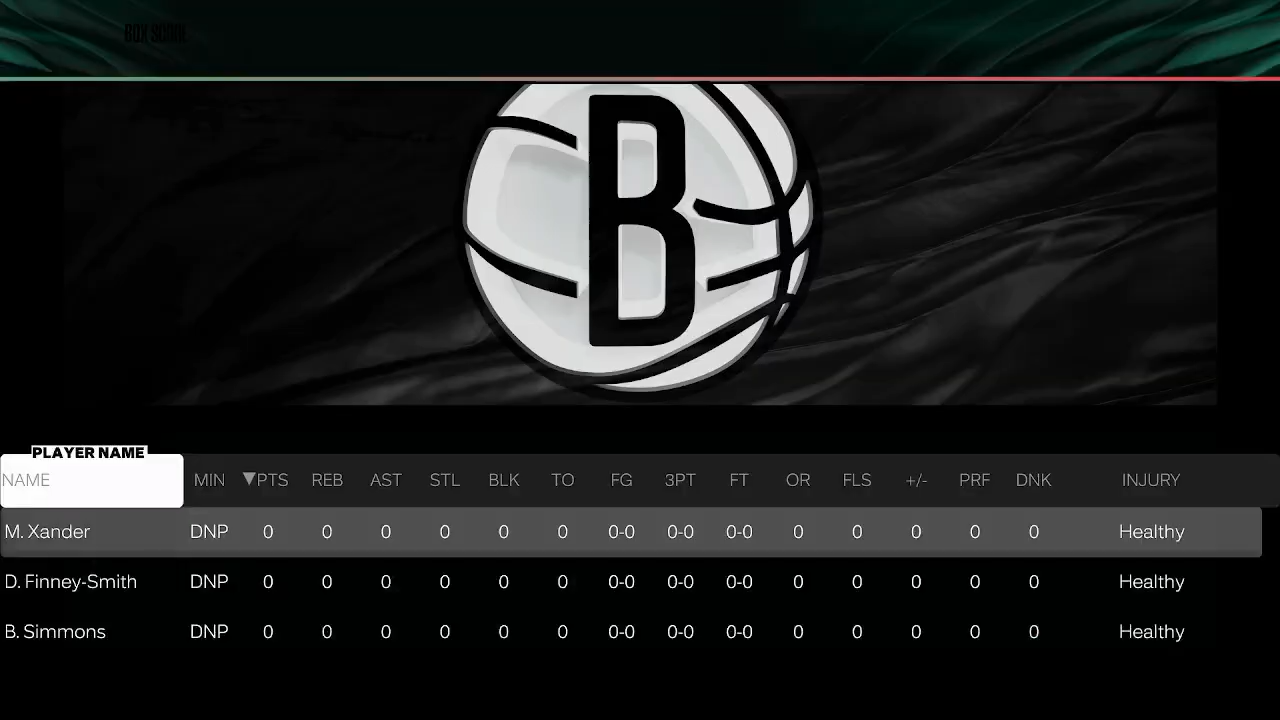 BOX SCORE
B
PLAYER NAME
NAME MIN ▼PTS REB AST STL BLK TO FG 3PT FT OR FLS +/- PRF DNK INJURY
M. Xander DNP 0 0 0 0 0 0 0-0 0-0 0-0 0 0 0 0 0 Healthy
D. Finney-Smith DNP 0 0 0 0 0 0 0-0 0-0 0-0 0 0 0 0 0 Healthy
B. Simmons DNP 0 0 0 0 0 0 0-0 0-0 0-0 0 0 0 0 0 Healthy